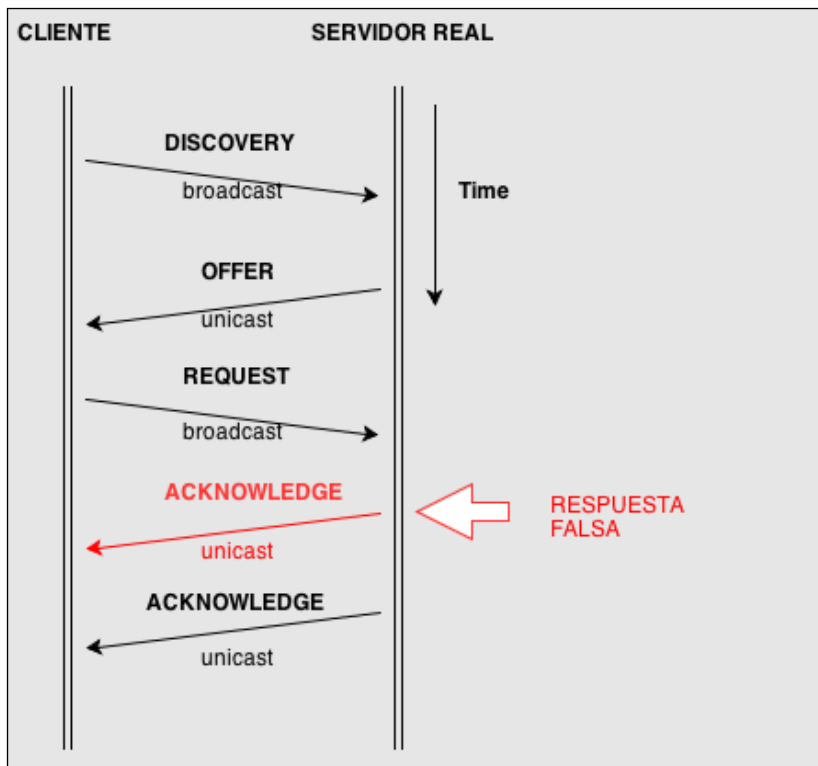 CLIENTE
SERVIDOR REAL
DISCOVERY
broadcast
Time
OFFER
unicast
REQUEST
broadcast
ACKNOWLEDGE
RESPUESTA
FALSA
unicast
ACKNOWLEDGE
unicast